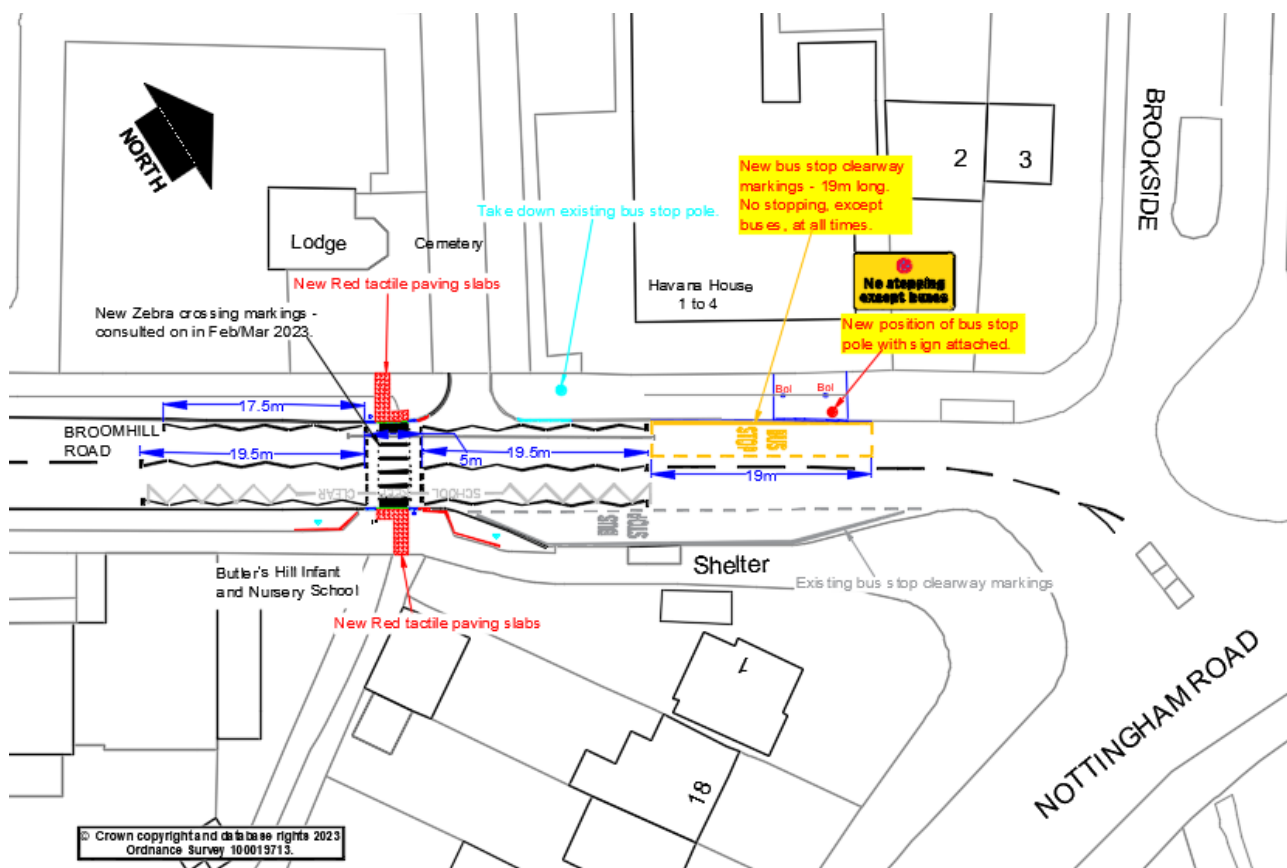 NORTH
Lodge
Cemetery
Take down existing bus stop pole.
New bus stop clearway
markings - 19m long.
No stopping, except
buses, at all times.
2
3
BROOKSIDE
New Red tactile paving slabs
New Zebra crossing markings -
consulted on in Feb/Mar 2023.
Havana House
1 to 4
No stopping
except buses
New position of bus stop
pole with sign attached.
Bol
Bol
17.5m
BROOMHILL
ROAD
19.5m
5m
19.5m
BUS
STOP
19m
SCHOOL
KEEP
CLEAR
BUS
STOP
Shelter
Existing bus stop clearway markings
Butler's Hill Infant
and Nursery School
New Red tactile paving slabs
1
18
NOTTINGHAM ROAD
© Crown copyright and database rights 2023
Ordnance Survey 100019713.